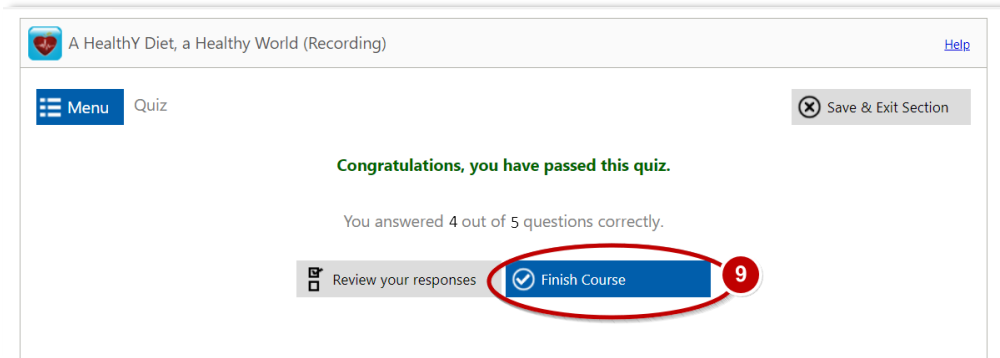 A HealthY Diet, a Healthy World (Recording)
Help
Menu
Quiz
Save & Exit Section
Congratulations, you have passed this quiz.
You answered 4 out of 5 questions correctly.
Review your responses
Finish Course
9